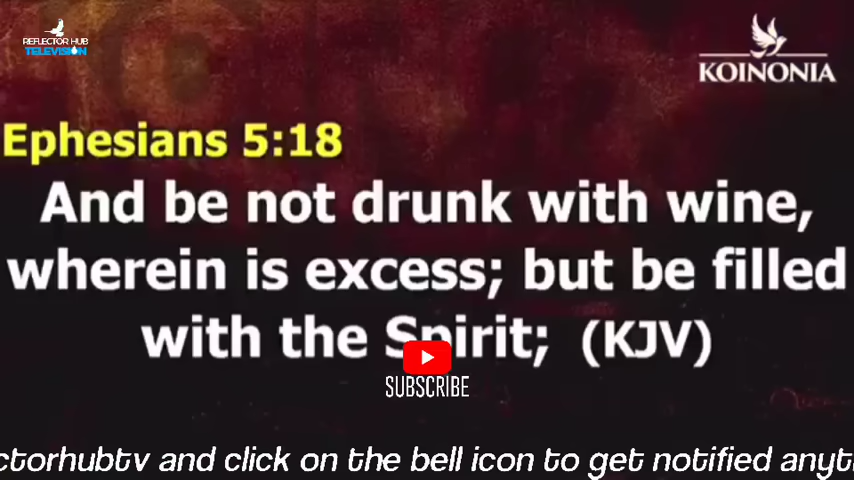 REFLECTOR HUB
TELEVISION
KOINONIA
Ephesians 5:18
And be not drunk with wine,
wherein is excess; but be filled
with the Spirit; (KJV)
SUBSCRIBE
ctorhubtv and click on the bell icon to get notified anyt